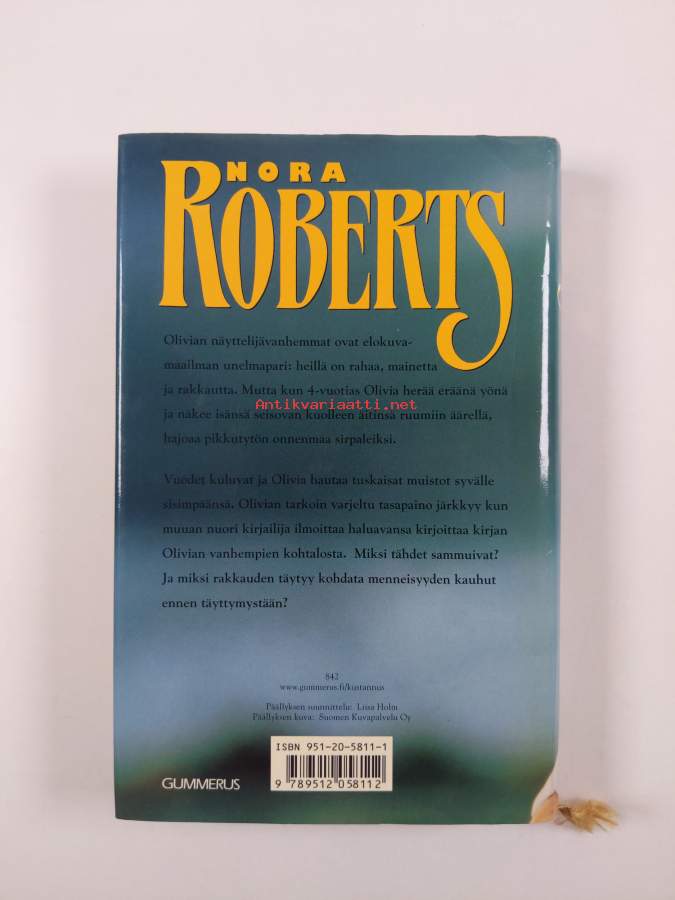 NORA
ROBERTS
Olivian näyttelijävanhemmat ovat elokuva-
maailman unelmapari: heillä on rahaa, mainetta
ja rakkautta. Mutta kun 4-vuotias Olivia herää eräänä yönä
Antikvariaatti.net
ja näkee isänsä seisovan kuolleen äitinsä ruumiin äärellä,
hajoaa pikkutytön onnenmaa sirpaleiksi.
Vuodet kuluvat ja Olivia hautaa tuskaisat muistot syvälle
sisimpäänsä. Olivian tarkoin varjeltu tasapaino järkkyy kun
muuan nuori kirjailija ilmoittaa haluavansa kirjoittaa kirjan
Olivian vanhempien kohtalosta. Miksi tähdet sammuivat?
Ja miksi rakkauden täytyy kohdata menneisyyden kauhut
ennen täyttymystään?
842
www.gummerus.fi/kustannus
Päällyksen suunnittelu: Liisa Holm
Päällyksen kuva: Suomen Kuvapalvelu Oy
ISBN 951-20-5811-1
9 789512 058112
GUMMERUS